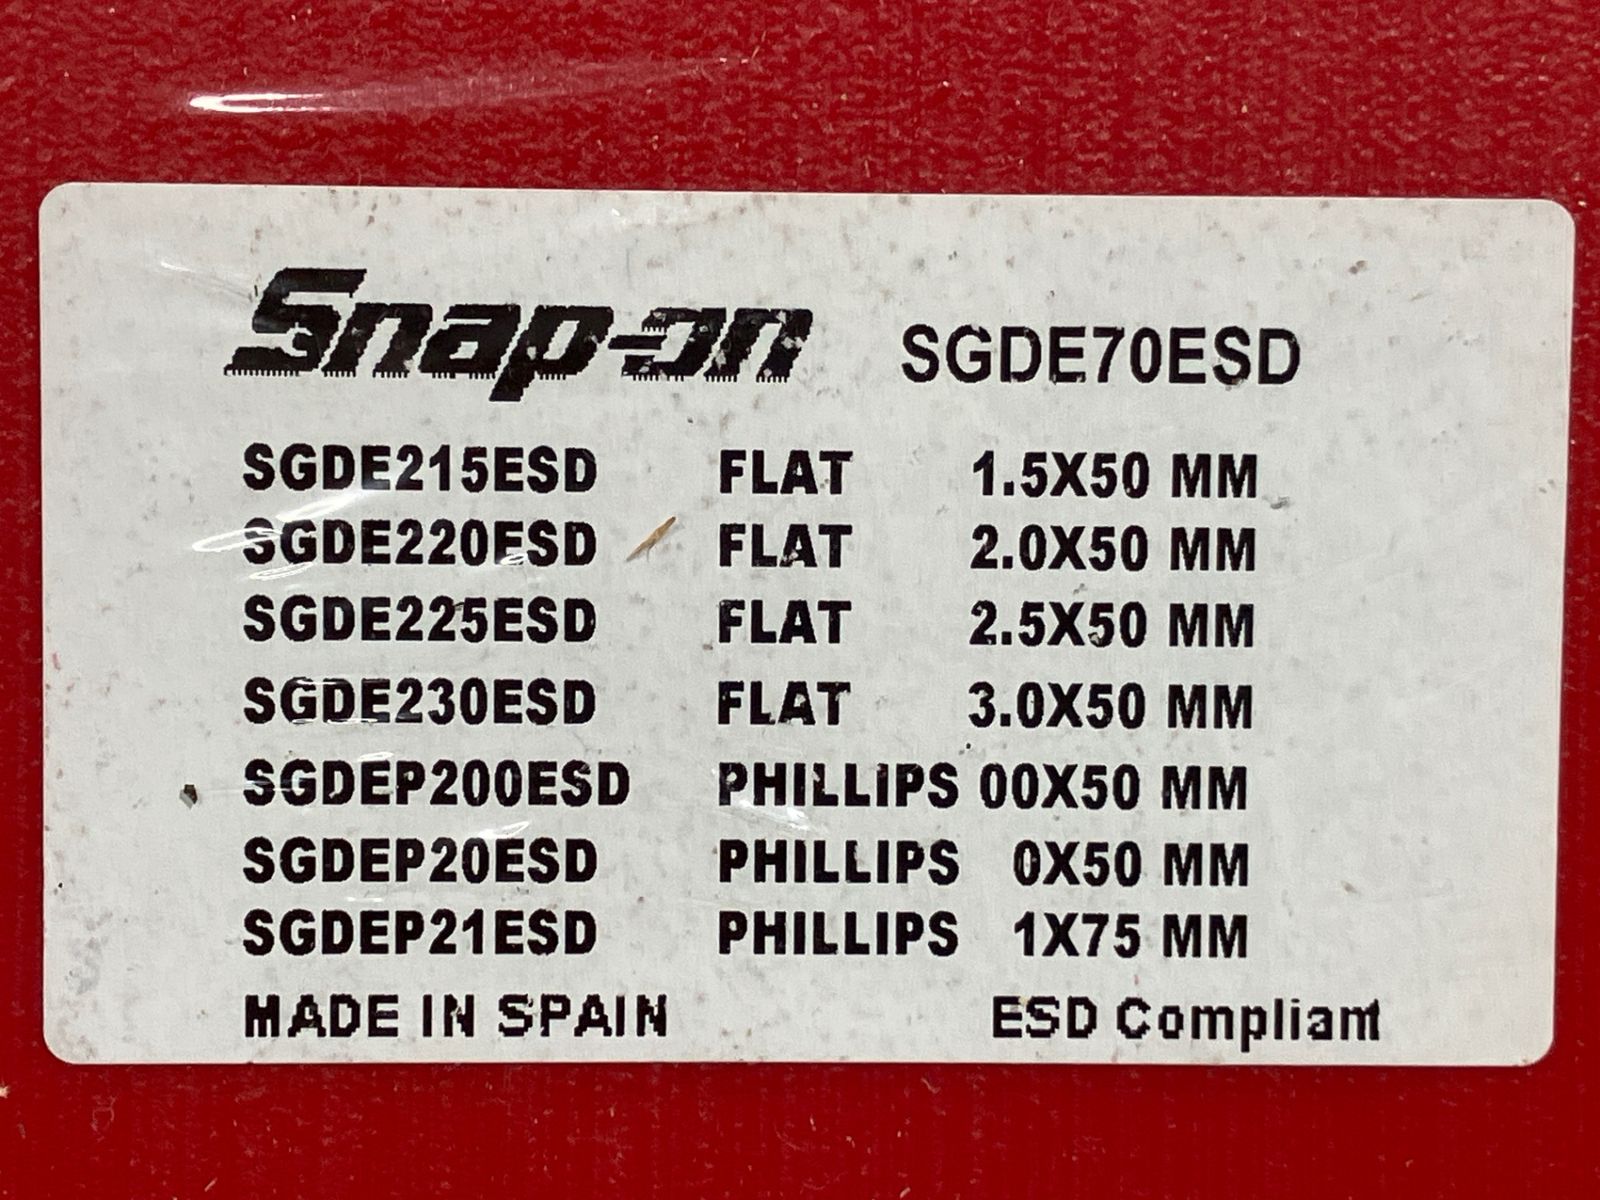 Snap-on SGDE70ESD
SGDE215ESD FLAT 1.5X50 MM
SGDE220ESD FLAT 2.0X50 MM
SGDE225ESD FLAT 2.5X50 MM
SGDE230ESD FLAT 3.0X50 MM
SGDEP200ESD PHILLIPS 00X50 MM
SGDEP20ESD PHILLIPS 0X50 MM
SGDEP21ESD PHILLIPS 1X75 MM
MADE IN SPAIN ESD Compliant